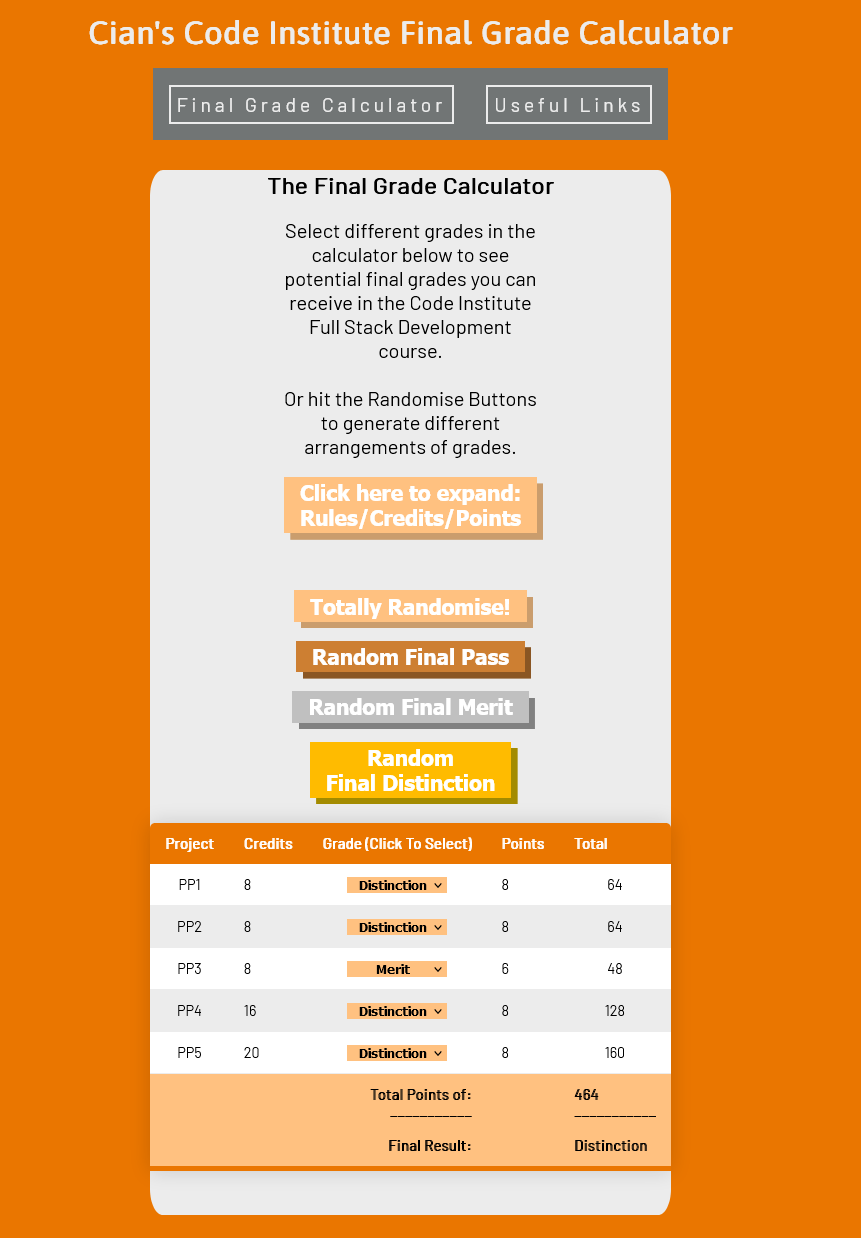 Cian's Code Institute Final Grade Calculator
Final Grade Calculator
Useful Links
The Final Grade Calculator
Select different grades in the
calculator below to see
potential final grades you can
receive in the Code Institute
Full Stack Development
course.
Or hit the Randomise Buttons
to generate different
arrangements of grades.
Click here to expand:
Rules/Credits/Points
Totally Randomise!
Random Final Pass
Random Final Merit
Random
Final Distinction
Project Credits Grade (Click To Select) Points Total
PP1 8 Distinction 8 64
PP2 8 Distinction 8 64
PP3 8 Merit 6 48
PP4 16 Distinction 8 128
PP5 20 Distinction 8 160
Total Points of: 464
Final Result: Distinction